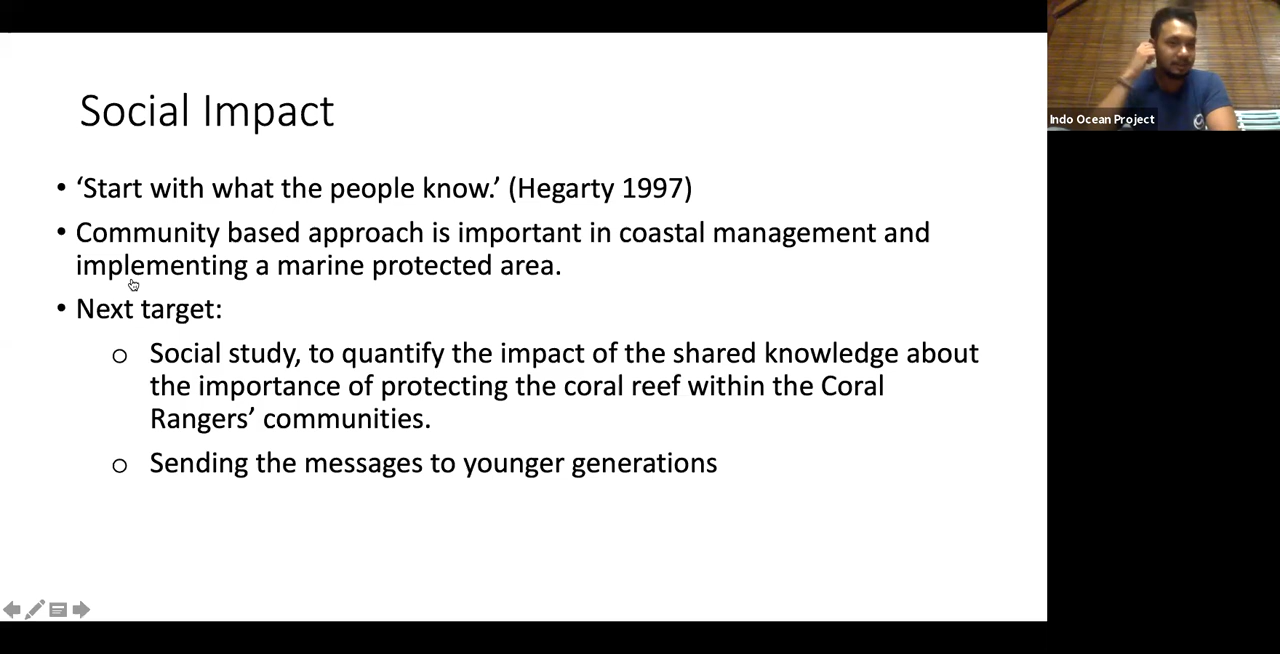 Social Impact
• ‘Start with what the people know.’ (Hegarty 1997)
• Community based approach is important in coastal management and
implementing a marine protected area.
• Next target:
o Social study, to quantify the impact of the shared knowledge about
the importance of protecting the coral reef within the Coral
Rangers’ communities.
o Sending the messages to younger generations
Indo Ocean Project